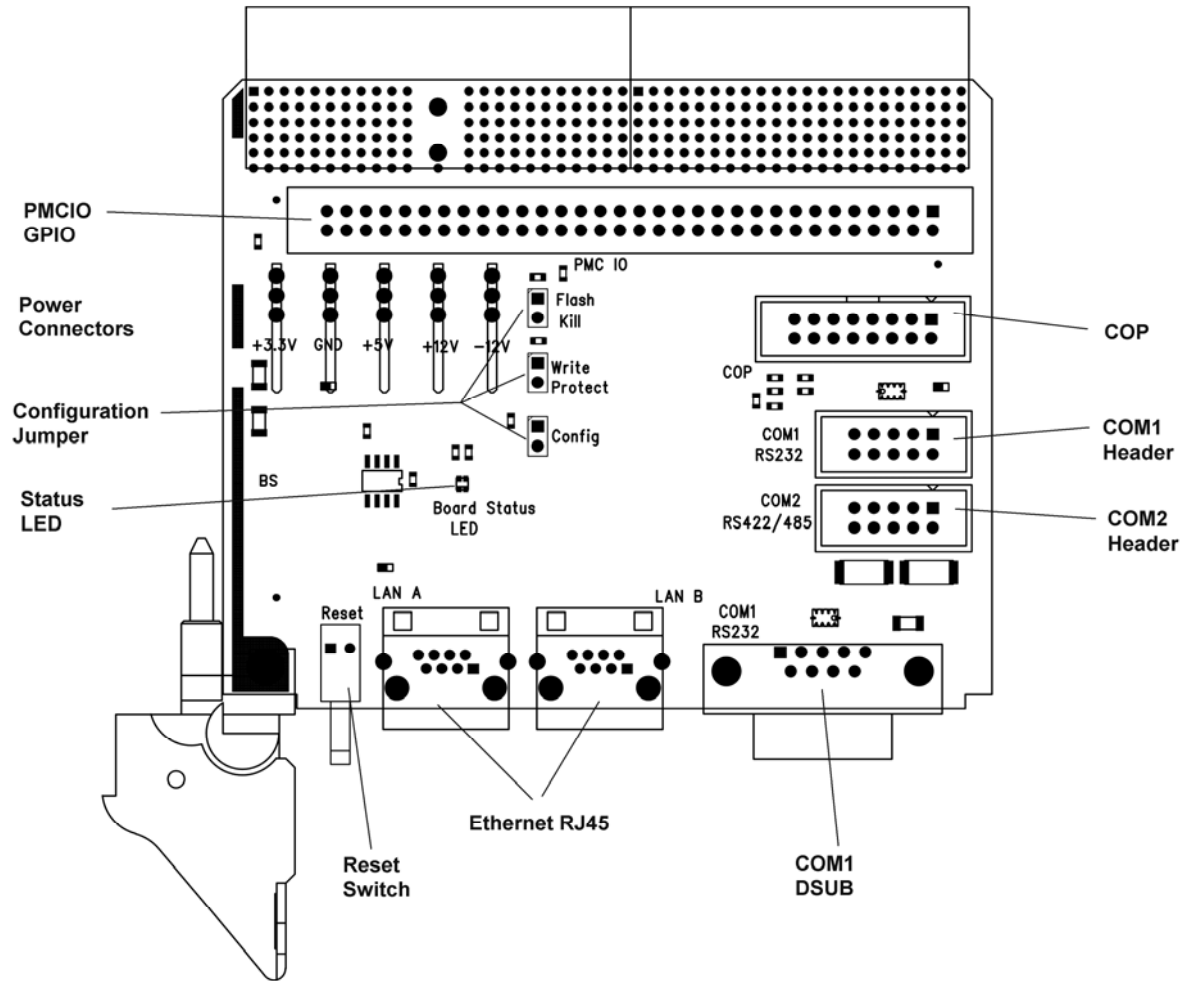 PMCIO
GPIO
PMC IO
Flash
Kill
Power
Connectors
+3.3V GND +5V +12V -12V
COP
Write
Protect
COP
Configuration
Jumper
Config
COM1
RS232
COM1
Header
Status
LED
BS
Board Status
LED
COM2
RS422/485
COM2
Header
LAN A
LAN B
Reset
COM1
RS232
Ethernet RJ45
Reset
Switch
COM1
DSUB